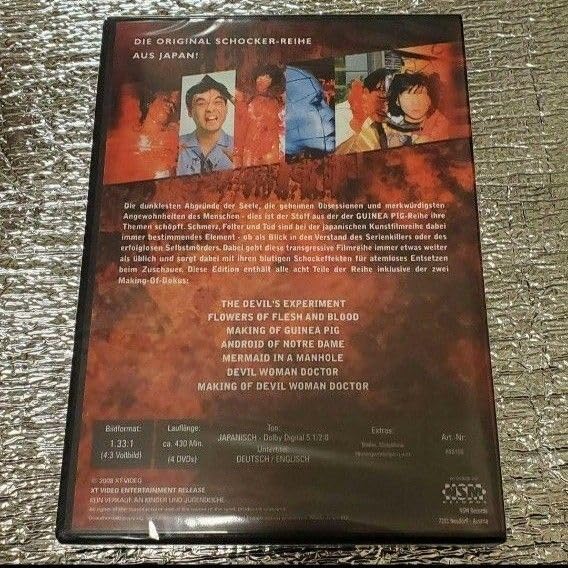 DIE ORIGINAL SCHOCKER-REIHE
AUS JAPAN!
Die dunklesten Abgründe der Seele, die geheimen Obsessionen und merkwürdigsten
Angewohnheiten des Menschen - dies ist der Stoff aus der der GUINEA PIG-Reihe ihre
Themen schöpft. Schmerz, Folter und Tod sind bei der japanischen Kunstfilmreihe dabei
immer bestimmendes Element - ob als Blick in den Verstand des Serienkillers oder des
erfolglosen Selbstmörders. Dabei geht diese transgressive Filmreihe immer etwas weiter
als üblich und sorgt dabei mit ihren blutigen Schockeffekten für atemloses Entsetzen
beim Zuschauer. Diese Edition enthält alle acht Teile der Reihe inklusive der zwei
Making-Of-Dokus:
THE DEVIL'S EXPERIMENT
FLOWERS OF FLESH AND BLOOD
MAKING OF GUINEA PIG
ANDROID OF NOTRE DAME
MERMAID IN A MANHOLE
DEVIL WOMAN DOCTOR
MAKING OF DEVIL WOMAN DOCTOR
Bildformat: Lauflänge: Ton: Extras: Art. Nr.
1.33:1 ca. 430 Min. JAPANISCH - Dolby Digital 5.1/2.0
(4:3 Vollbild) (4 DVDs) Untertitel:
DEUTSCH / ENGLISCH
© 2008 XT VIDEO
XT VIDEO ENTERTAINMENT RELEASE
KEIN VERKAUF AN KINDER UND JUGENDLICHE
NSM
NSM Records